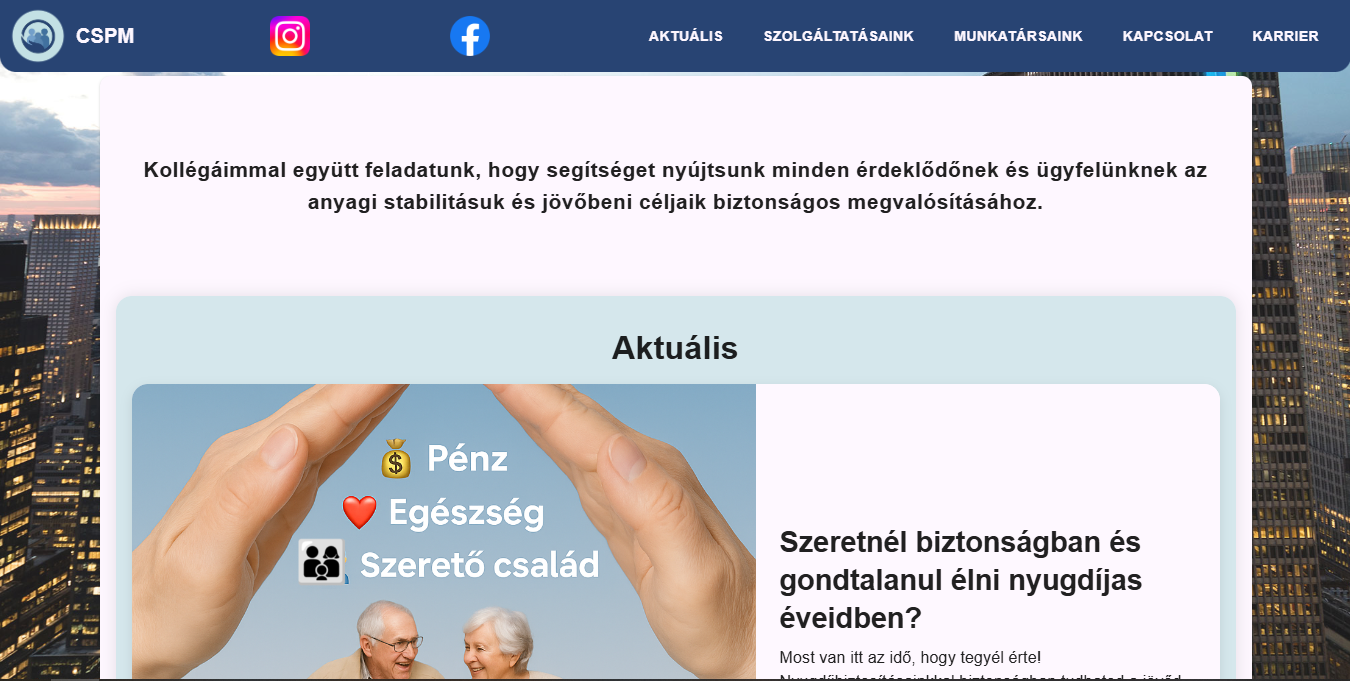 CSPM
AKTUÁLIS SZOLGÁLTATÁSAINK MUNKATÁRSAINK KAPCSOLAT KARRIER
Kollégáimmal együtt feladatunk, hogy segítséget nyújtsunk minden érdeklődőnek és ügyfelünknek az
anyagi stabilitásuk és jövőbeni céljaik biztonságos megvalósításához.
Aktuális
Pénz
Egészség
Szerető család
Szeretnél biztonságban és
gondtalanul élni nyugdíjas
éveidben?
Most van itt az idő, hogy tegyél érte!